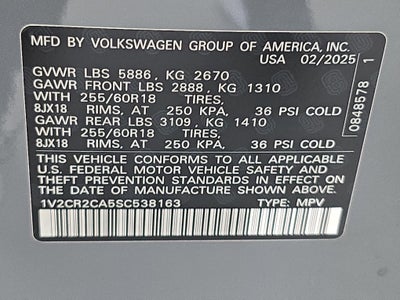 MFD BY VOLKSWAGEN GROUP OF AMERICA, INC.
USA 02/2025
GVWR LBS 5886, KG 2670
GAWR FRONT LBS 2888, KG 1310
WITH 255/60R18 TIRES,
8JX18 RIMS, AT 250 KPA, 36 PSI COLD
GAWR REAR LBS 3109, KG 1410
WITH 255/60R18 TIRES,
8JX18 RIMS, AT 250 KPA, 36 PSI COLD
THIS VEHICLE CONFORMS TO ALL APPLICABLE
U.S. FEDERAL MOTOR VEHICLE SAFETY STANDARDS IN EFFECT ON
THE DATE OF MANUFACTURE SHOWN ABOVE.
1V2CR2CA5SC538163 TYPE: MPV
0848578 1